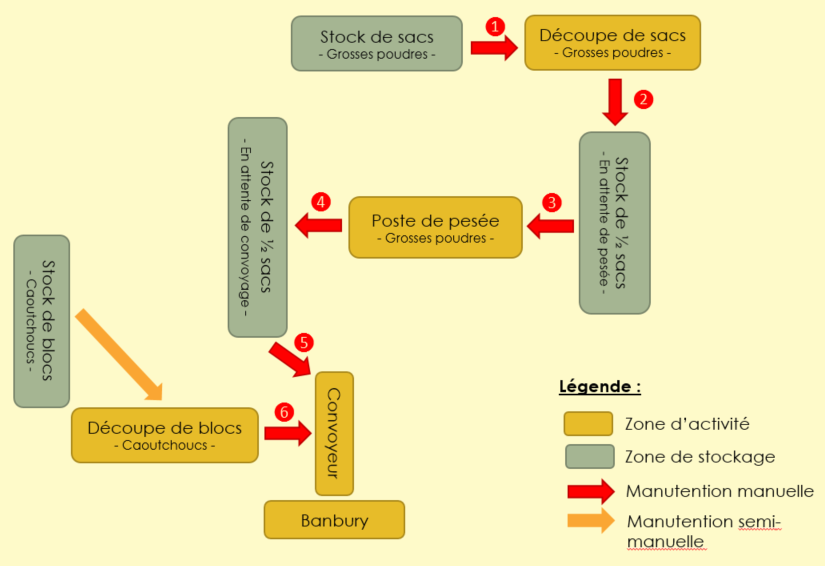 Stock de sacs
- Grosses poudres -
1
Découpe de sacs
- Grosses poudres -
2
Stock de ½ sacs
- En attente de pesée -
3
Poste de pesée
- Grosses poudres -
4
Stock de ½ sacs
- En attente de convoyage -
Stock de blocs
- Caoutchoucs -
5
Convoyeur
6
Découpe de blocs
- Caoutchoucs -
Banbury
Légende :
Zone d'activité
Zone de stockage
Manutention manuelle
Manutention semi-
manuelle